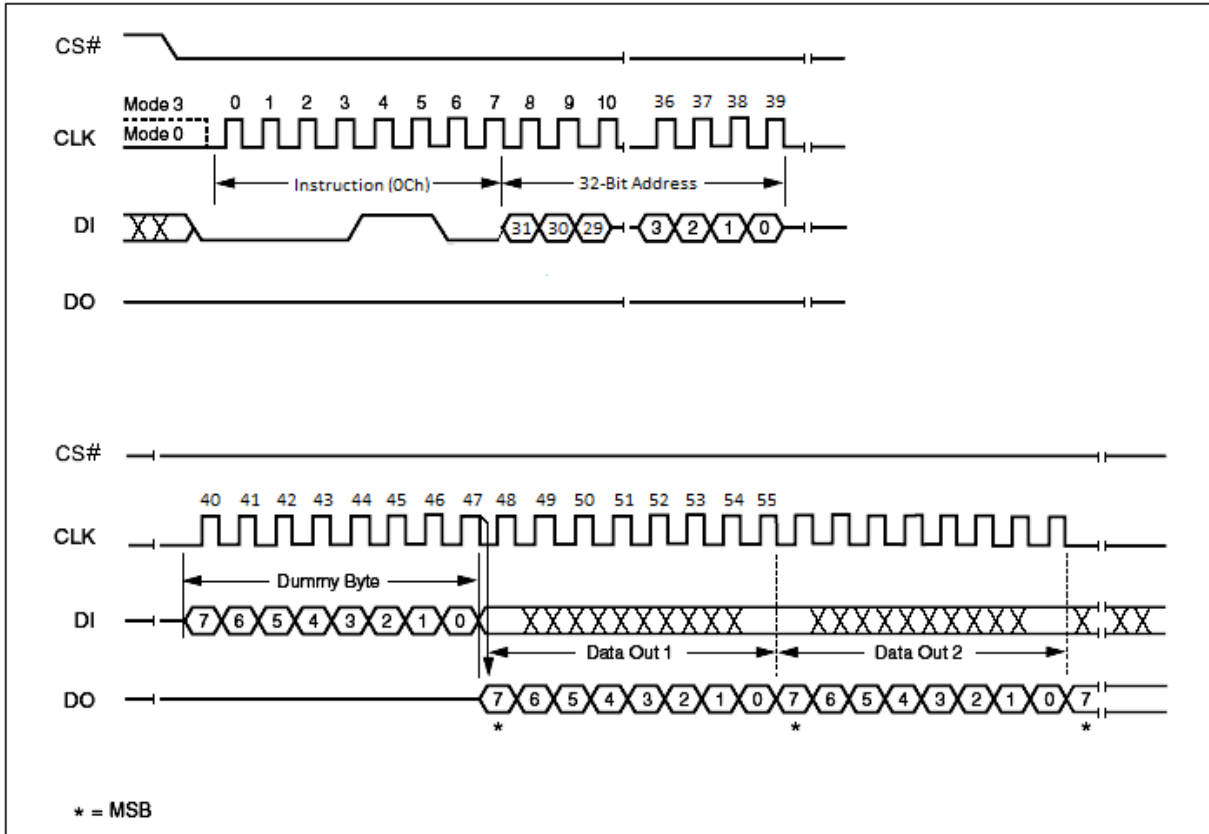 CS#
Mode 3 0 1 2 3 4 5 6 7 8 9 10 36 37 38 39
CLK Mode 0
Instruction (0Ch) 32-Bit Address
DI 31 30 29 3 2 1 0
DO
CS#
40 41 42 43 44 45 46 47 48 49 50 51 52 53 54 55
CLK
Dummy Byte
DI 7 6 5 4 3 2 1 0
Data Out 1 Data Out 2
DO 7 6 5 4 3 2 1 0 7 6 5 4 3 2 1 0 7
* * *
* = MSB